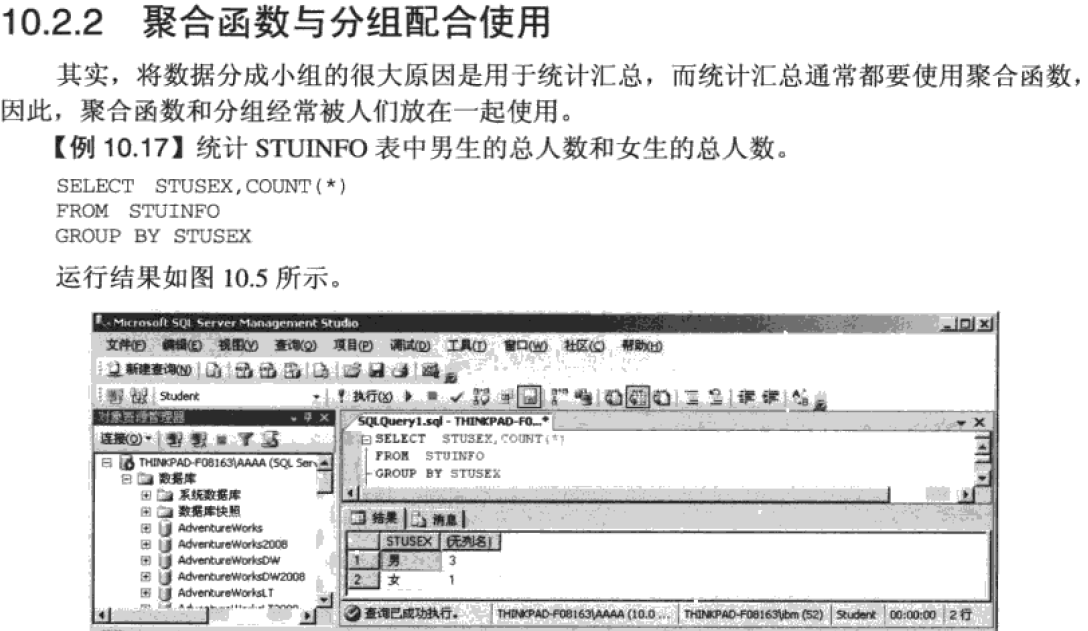 10.2.2 聚合函数与分组配合使用
其实，将数据分成小组的很大原因是用于统计汇总，而统计汇总通常都要使用聚合函数，
因此，聚合函数和分组经常被人们放在一起使用。
【例 10.17】统计 STUINFO 表中男生的总人数和女生的总人数。
SELECT STUSEX,COUNT(*)
FROM STUINFO
GROUP BY STUSEX
运行结果如图 10.5 所示。
Microsoft SQL Server Management Studio
文件(F) 编辑(E) 视图(V) 查询(Q) 项目(P) 调试(D) 工具(T) 窗口(W) 社区(C) 帮助(H)
新建查询(N)
Student 执行(X)
对象资源管理器
连接(O)
THINKPAD-F08163\AAAA (SQL Serv
数据库
系统数据库
数据库快照
AdventureWorks
AdventureWorks2008
AdventureWorksDW
AdventureWorksDW2008
AdventureWorksLT
SQLQuery1.sql - THINKPAD-F0...*
SELECT STUSEX,COUNT(*)
FROM STUINFO
GROUP BY STUSEX
结果 消息
STUSEX (无列名)
1 男 3
2 女 1
查询已成功执行。 THINKPAD-F08163\AAAA (10.0 THINKPAD-F08163\ibm (52) Student 00:00:00 2 行